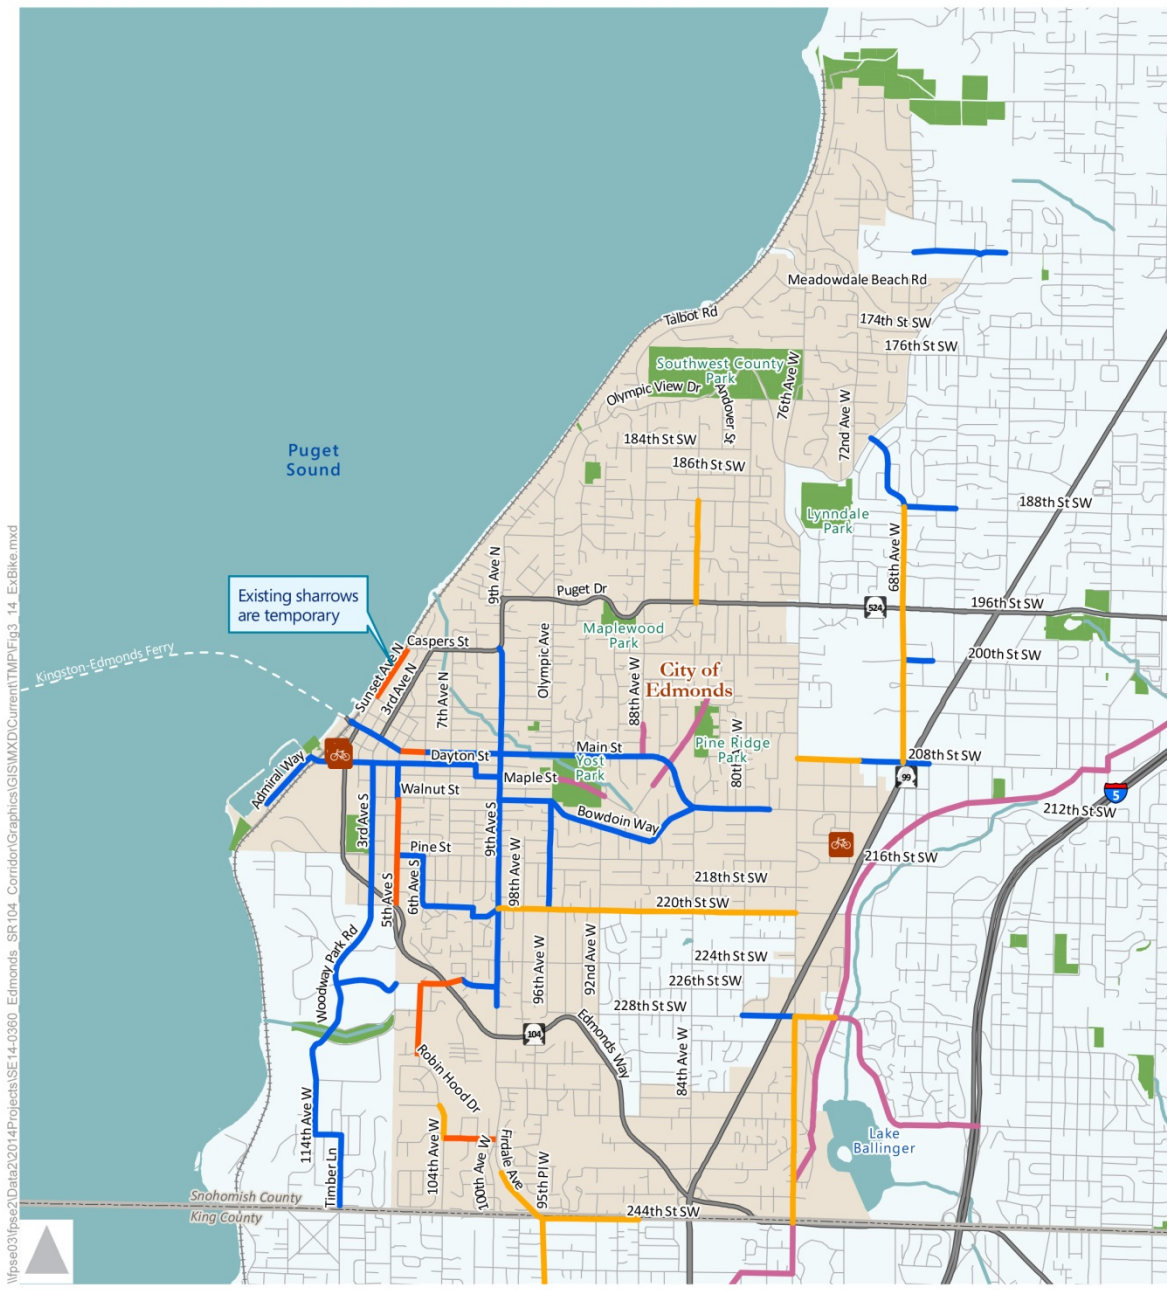 Meadowdale Beach Rd
Talbot Rd
174th St SW
176th St SW
Southwest County
Park
Olympic View Dr
Andover St
76th Ave W
72nd Ave W
184th St SW
186th St SW
Puget
Sound
Lynndale
Park
188th St SW
68th Ave W
9th Ave N
Puget Dr
524
196th St SW
Existing sharrows
are temporary
Maplewood
Park
Caspers St
Olympic Ave
200th St SW
Kingston-Edmonds Ferry
Sunset Ave N
3rd Ave N
7th Ave N
88th Ave W
City of
Edmonds
Pine Ridge
Park
80th Ave W
Main St
Dayton St
Yost
Park
208th St SW
99
Admiral Way
Walnut St
Maple St
5
212th St SW
3rd Ave S
9th Ave S
Bowdoin Way
Pine St
216th St SW
5th Ave S
6th Ave S
98th Ave W
218th St SW
220th St SW
Woodway Park Rd
96th Ave W
92nd Ave W
224th St SW
226th St SW
228th St SW
104
Edmonds Way
84th Ave W
Robin Hood Dr
114th Ave W
Timber Ln
104th Ave W
100th Ave W
Firdale Ave
95th Pl W
Lake
Ballinger
Snohomish County
King County
244th St SW
\\fpse03\fpse2\Data2\2014Projects\SE14-0360_Edmonds_SR104_Corridor\Graphics\GIS\MXD\Current\TMP\Fig3_14_ExBike.mxd